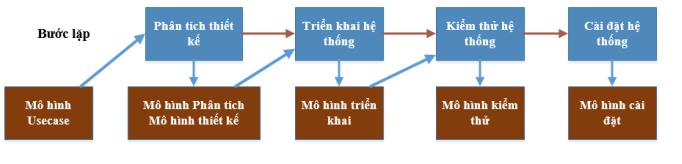 Bước lặp
Phân tích thiết
kế
Triển khai hệ
thống
Kiểm thử hệ
thống
Cài đặt hệ
thống
Mô hình
Usecase
Mô hình Phân tích
Mô hình thiết kế
Mô hình triển
khai
Mô hình kiểm
thử
Mô hình cài
đặt